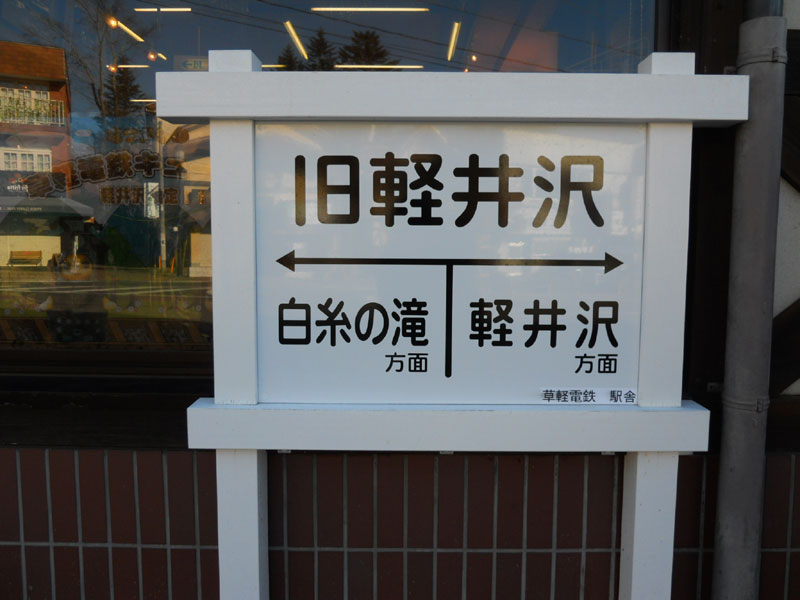 旧軽井沢
白糸の滝 軽井沢
方面 方面
草軽電鉄 駅舎